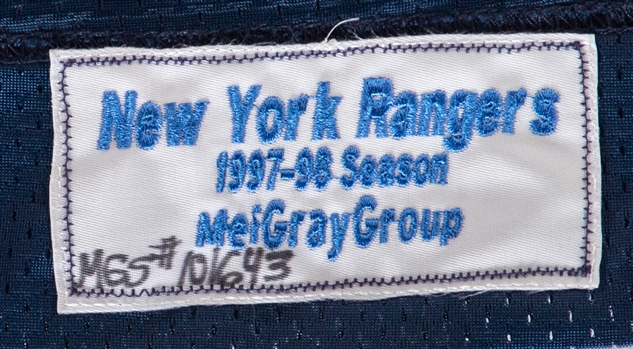 New York Rangers
1997-98 Season
MeiGrayGroup
MGS# 101643